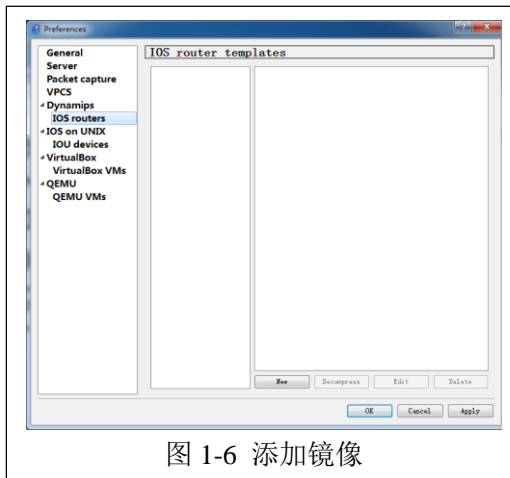 Preferences
General
Server
Packet capture
VPCS
Dynamips
IOS routers
IOS on UNIX
IOU devices
VirtualBox
VirtualBox VMs
QEMU
QEMU VMs
IOS router templates
New Decompress Edit Delete
OK Cancel Apply
图 1-6 添加镜像